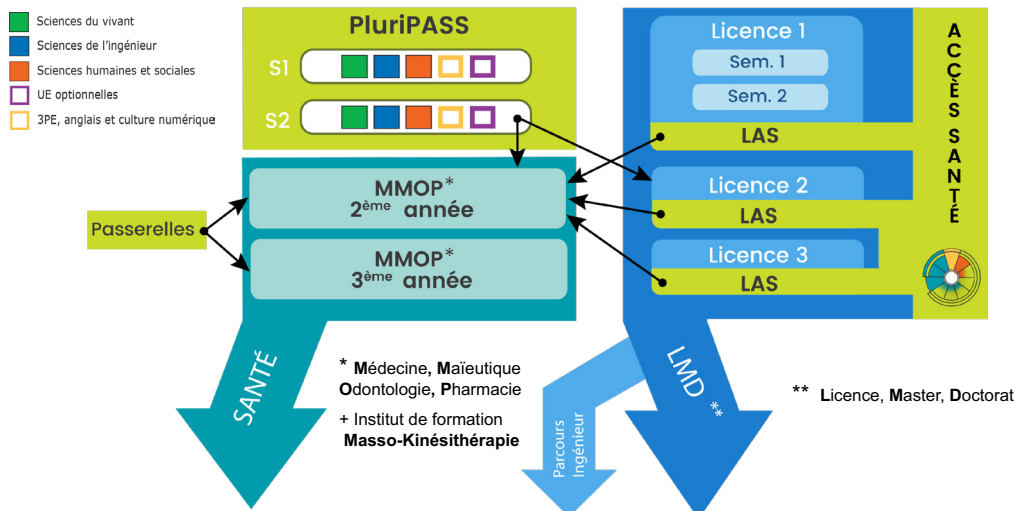 Sciences du vivant
Sciences de l'ingénieur
Sciences humaines et sociales
UE optionnelles
3PE, anglais et culture numérique
PluriPASS
S1
S2
Licence 1
Sem. 1
Sem. 2
LAS
Licence 2
LAS
Licence 3
LAS
ACCÈS SANTÉ
MMOP*
2ème année
MMOP*
3ème année
Passerelles
SANTÉ
* Médecine, Maïeutique
Odontologie, Pharmacie
+ Institut de formation
Masso-Kinésithérapie
Parcours
Ingénieur
LMD **
** Licence, Master, Doctorat